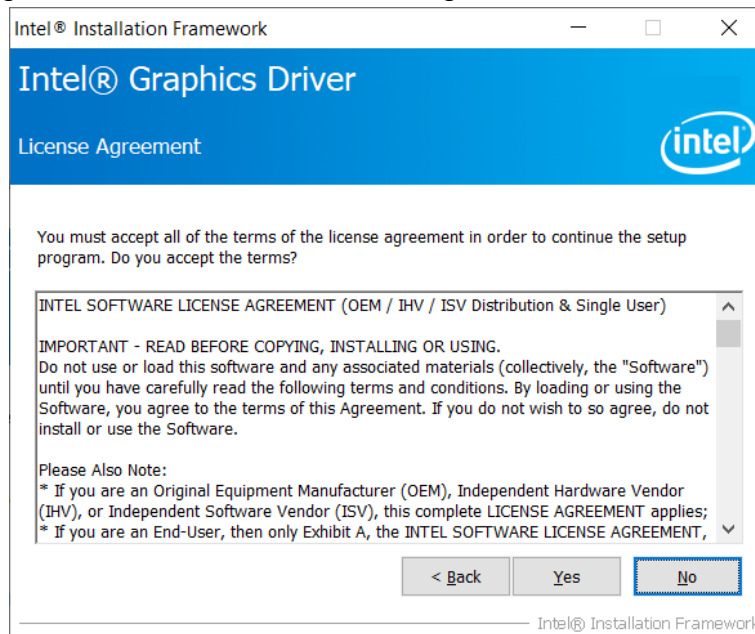 Intel® Installation Framework
Intel® Graphics Driver
License Agreement
intel
You must accept all of the terms of the license agreement in order to continue the setup
program. Do you accept the terms?
INTEL SOFTWARE LICENSE AGREEMENT (OEM / IHV / ISV Distribution & Single User)
IMPORTANT - READ BEFORE COPYING, INSTALLING OR USING.
Do not use or load this software and any associated materials (collectively, the "Software")
until you have carefully read the following terms and conditions. By loading or using the
Software, you agree to the terms of this Agreement. If you do not wish to so agree, do not
install or use the Software.
Please Also Note:
* If you are an Original Equipment Manufacturer (OEM), Independent Hardware Vendor
(IHV), or Independent Software Vendor (ISV), this complete LICENSE AGREEMENT applies;
* If you are an End-User, then only Exhibit A, the INTEL SOFTWARE LICENSE AGREEMENT,
< Back Yes No
Intel® Installation Framework